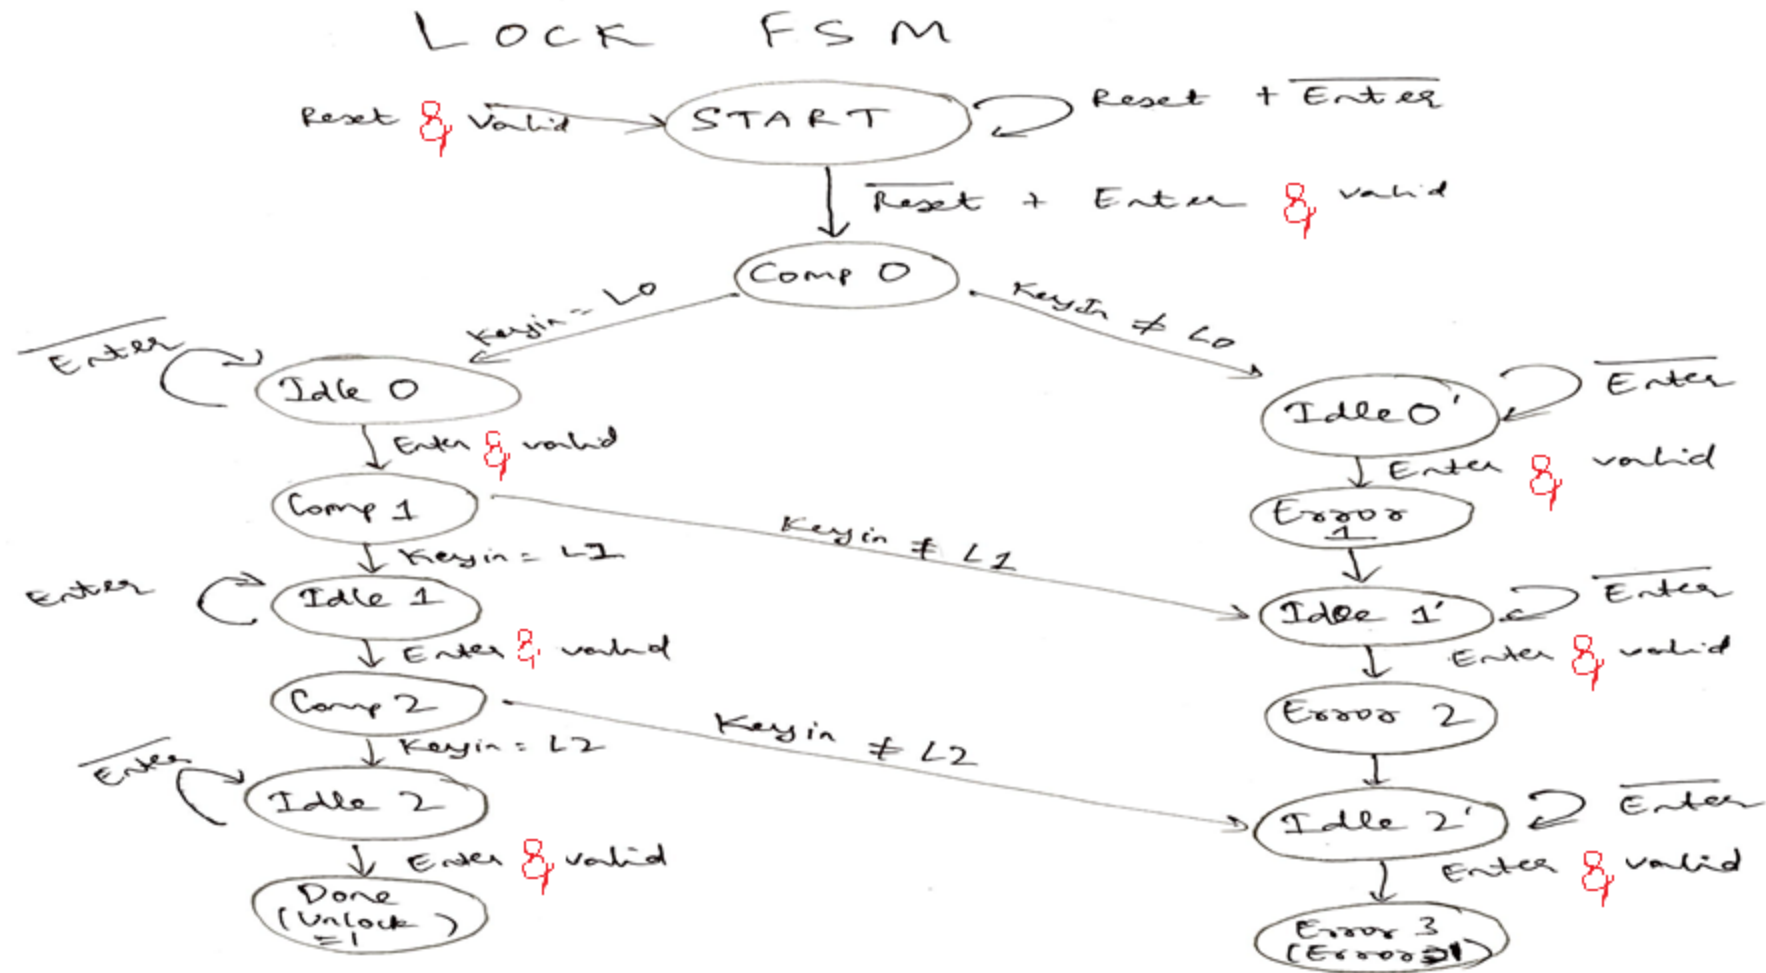 LOCK FSM
Reset & Valid
START
Reset + Enter
Reset + Enter & valid
Comp 0
Keyin = L0
KeyIn ≠ L0
Enter
Idle 0
Idle 0'
Enter
Enter & valid
Enter & valid
Comp 1
Error 1
Keyin ≠ L1
Keyin = L1
Enter
Idle 1
Idle 1'
Enter
Enter & valid
Enter & valid
Comp 2
Error 2
Keyin ≠ L2
Keyin = L2
Enter
Idle 2
Idle 2'
Enter
Enter & valid
Enter & valid
Done
(Unlock
=1)
Error 3
(Error=1)